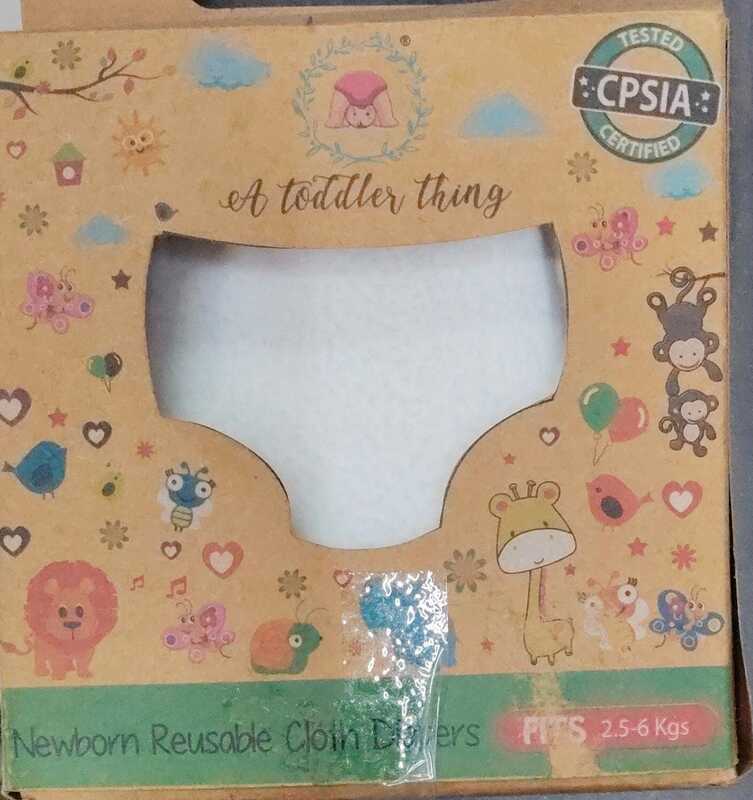 ®
TESTED
CPSIA
CERTIFIED
A toddler thing
Newborn Reusable Cloth Diapers
FITS 2.5-6 Kgs